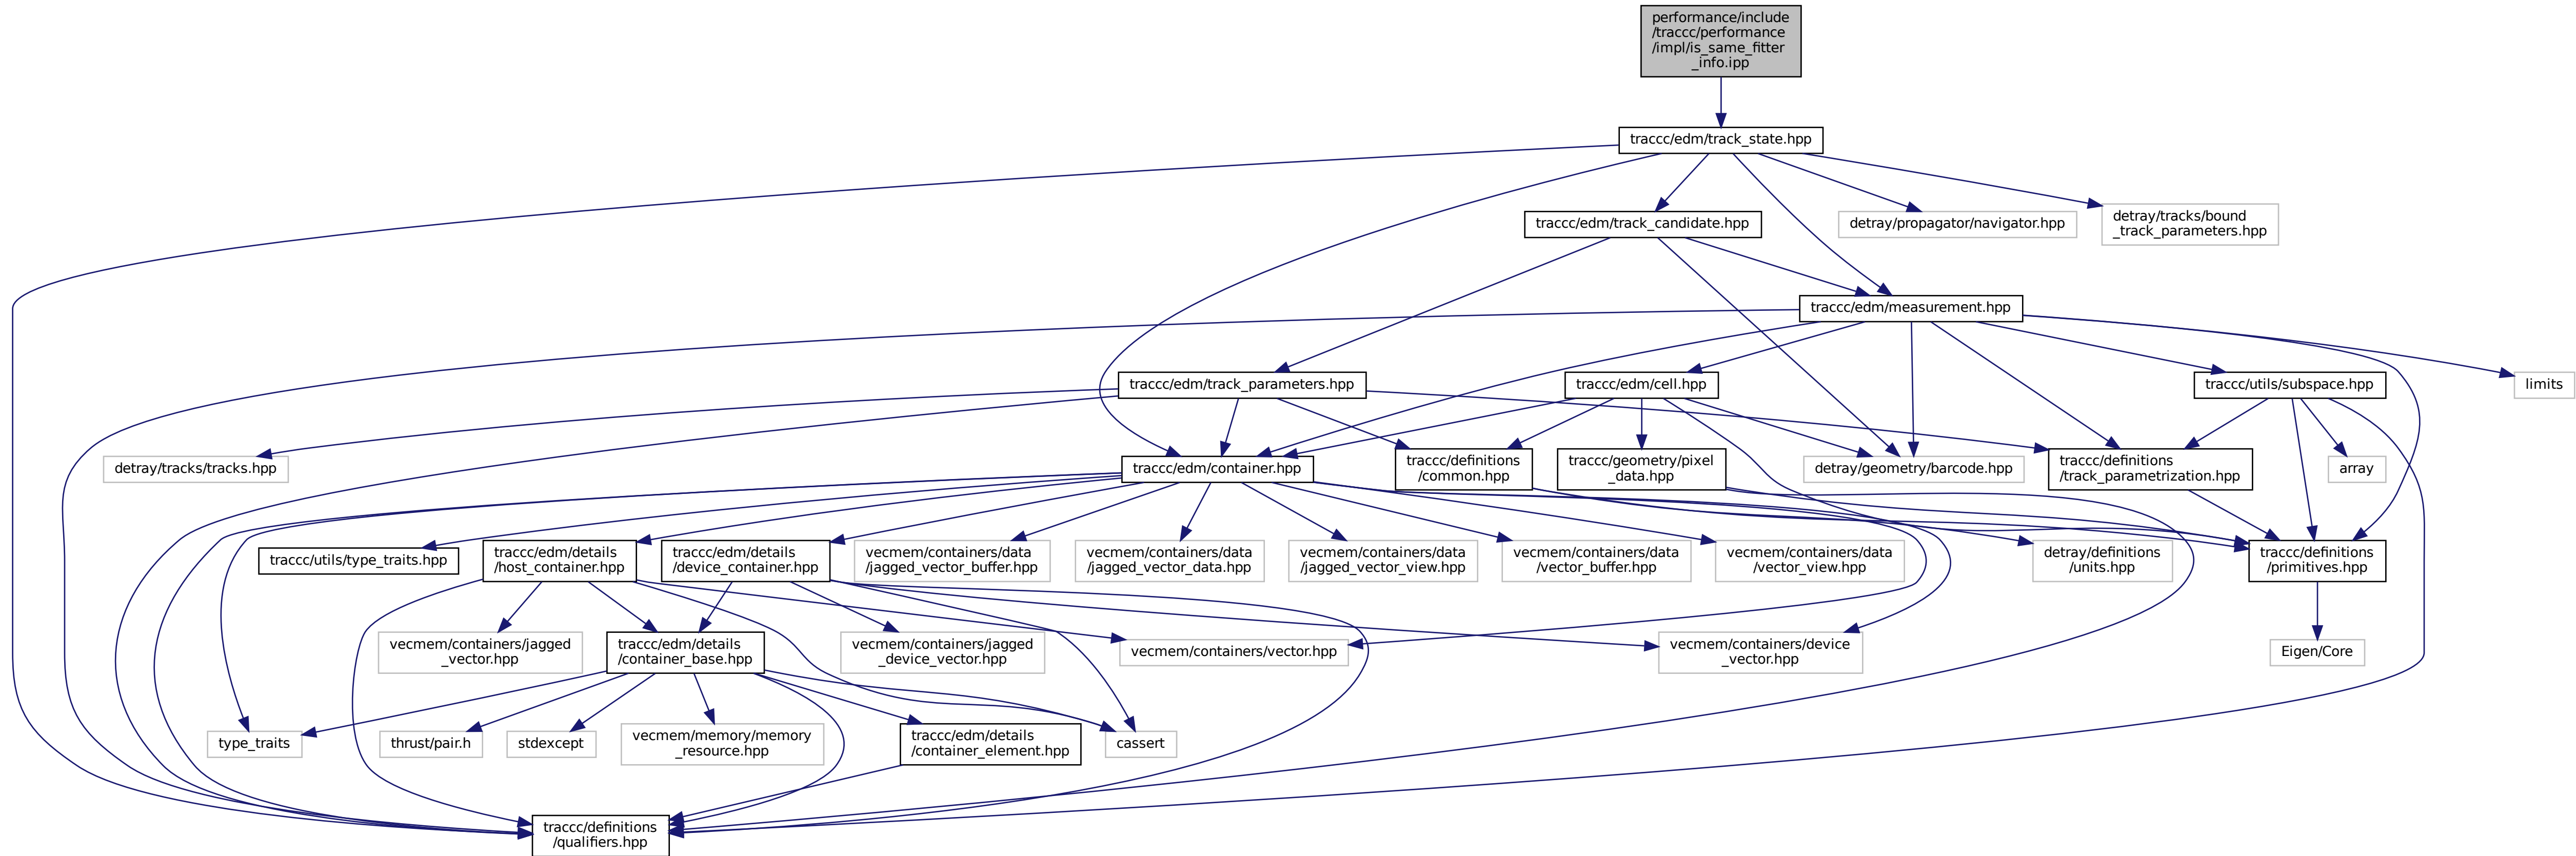 performance/include
/traccc/performance
/impl/is_same_fitter
_info.ipp
traccc/edm/track_state.hpp
traccc/edm/track_candidate.hpp
detray/propagator/navigator.hpp
detray/tracks/bound
_track_parameters.hpp
traccc/edm/measurement.hpp
traccc/edm/track_parameters.hpp
traccc/edm/cell.hpp
traccc/utils/subspace.hpp
limits
detray/tracks/tracks.hpp
traccc/edm/container.hpp
traccc/definitions
/common.hpp
traccc/geometry/pixel
_data.hpp
detray/geometry/barcode.hpp
traccc/definitions
/track_parametrization.hpp
array
traccc/utils/type_traits.hpp
traccc/edm/details
/host_container.hpp
traccc/edm/details
/device_container.hpp
vecmem/containers/data
/jagged_vector_buffer.hpp
vecmem/containers/data
/jagged_vector_data.hpp
vecmem/containers/data
/jagged_vector_view.hpp
vecmem/containers/data
/vector_buffer.hpp
vecmem/containers/data
/vector_view.hpp
detray/definitions
/units.hpp
traccc/definitions
/primitives.hpp
vecmem/containers/jagged
_vector.hpp
traccc/edm/details
/container_base.hpp
vecmem/containers/jagged
_device_vector.hpp
vecmem/containers/vector.hpp
vecmem/containers/device
_vector.hpp
Eigen/Core
type_traits
thrust/pair.h
stdexcept
vecmem/memory/memory
_resource.hpp
traccc/edm/details
/container_element.hpp
cassert
traccc/definitions
/qualifiers.hpp